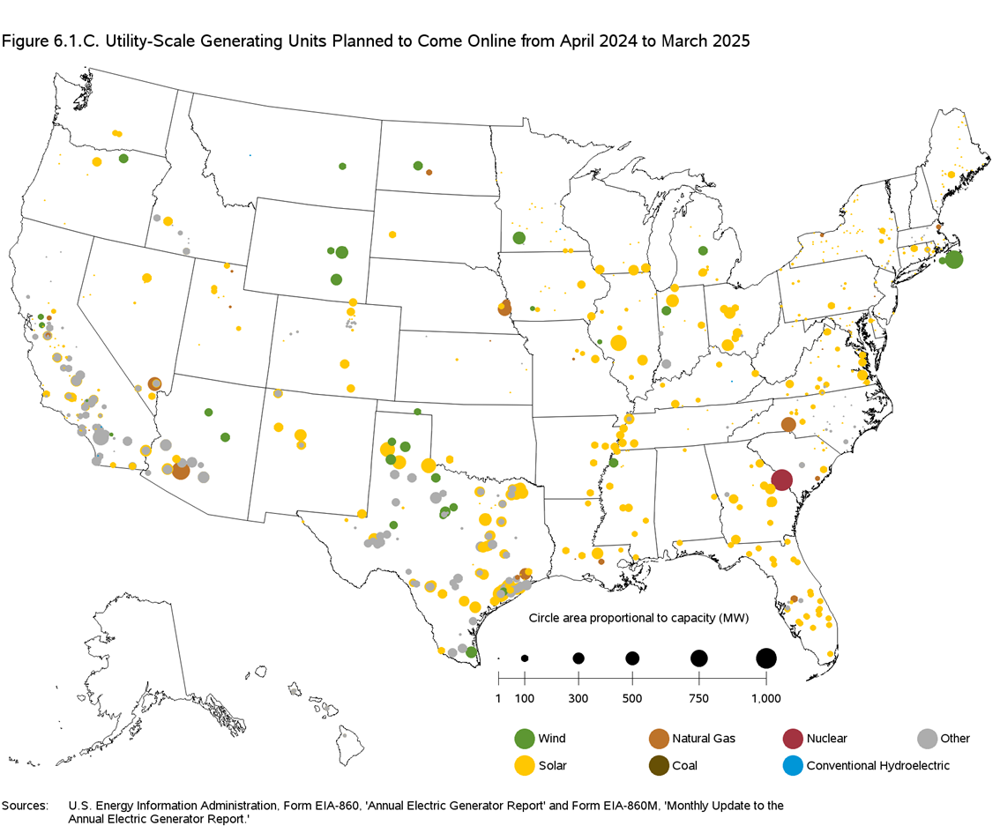 Figure 6.1.C. Utility-Scale Generating Units Planned to Come Online from April 2024 to March 2025
Circle area proportional to capacity (MW)
1 100 300 500 750 1,000
Wind Natural Gas Nuclear Other
Solar Coal Conventional Hydroelectric
Sources: U.S. Energy Information Administration, Form EIA-860, 'Annual Electric Generator Report' and Form EIA-860M, 'Monthly Update to the
Annual Electric Generator Report.'